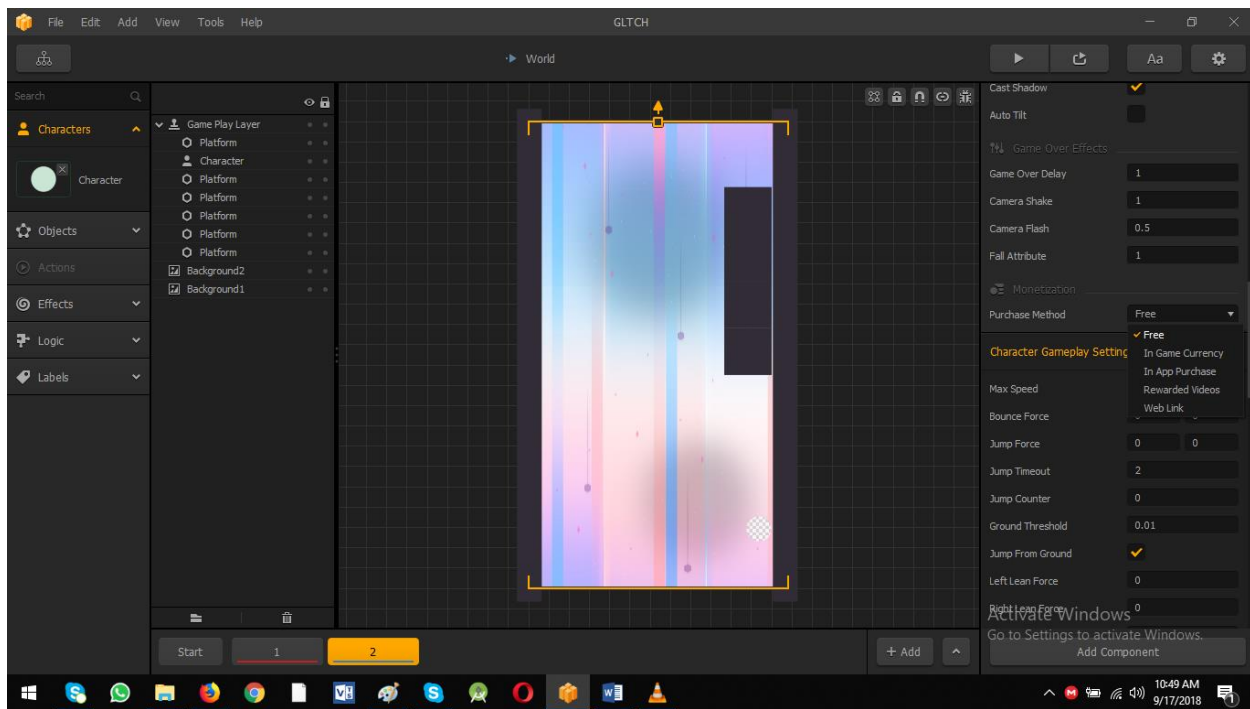 File Edit Add View Tools Help
GLTCH
World
Aa
Search
Characters
Character
Objects
Actions
Effects
Logic
Labels
Game Play Layer
Platform
Character
Platform
Platform
Platform
Platform
Platform
Background2
Background1
Cast Shadow
Auto Tilt
Game Over Effects
Game Over Delay 1
Camera Shake 1
Camera Flash 0.5
Fall Attribute 1
Monetization
Purchase Method Free
Free
In Game Currency
In App Purchase
Rewarded Videos
Web Link
Character Gameplay Setting
Max Speed
Bounce Force
Jump Force 0 0
Jump Timeout 2
Jump Counter 0
Ground Threshold 0.01
Jump From Ground
Left Lean Force 0
Right Lean Force 0
Activate Windows
Go to Settings to activate Windows.
Add Component
Start 1 2
+ Add
10:49 AM
9/17/2018